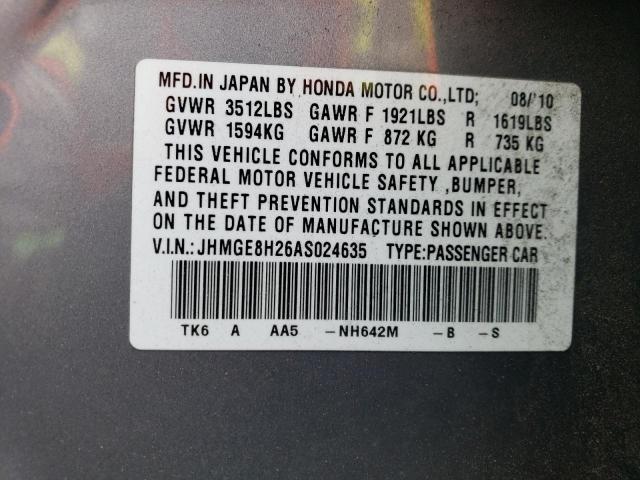 MFD.IN JAPAN BY HONDA MOTOR CO.,LTD; 08/'10
GVWR 3512LBS GAWR F 1921LBS R 1619LBS
GVWR 1594KG GAWR F 872 KG R 735 KG
THIS VEHICLE CONFORMS TO ALL APPLICABLE
FEDERAL MOTOR VEHICLE SAFETY ,BUMPER,
AND THEFT PREVENTION STANDARDS IN EFFECT
ON THE DATE OF MANUFACTURE SHOWN ABOVE.
V.I.N.:JHMGE8H26AS024635 TYPE:PASSENGER CAR
TK6 A AA5 -NH642M -B -S